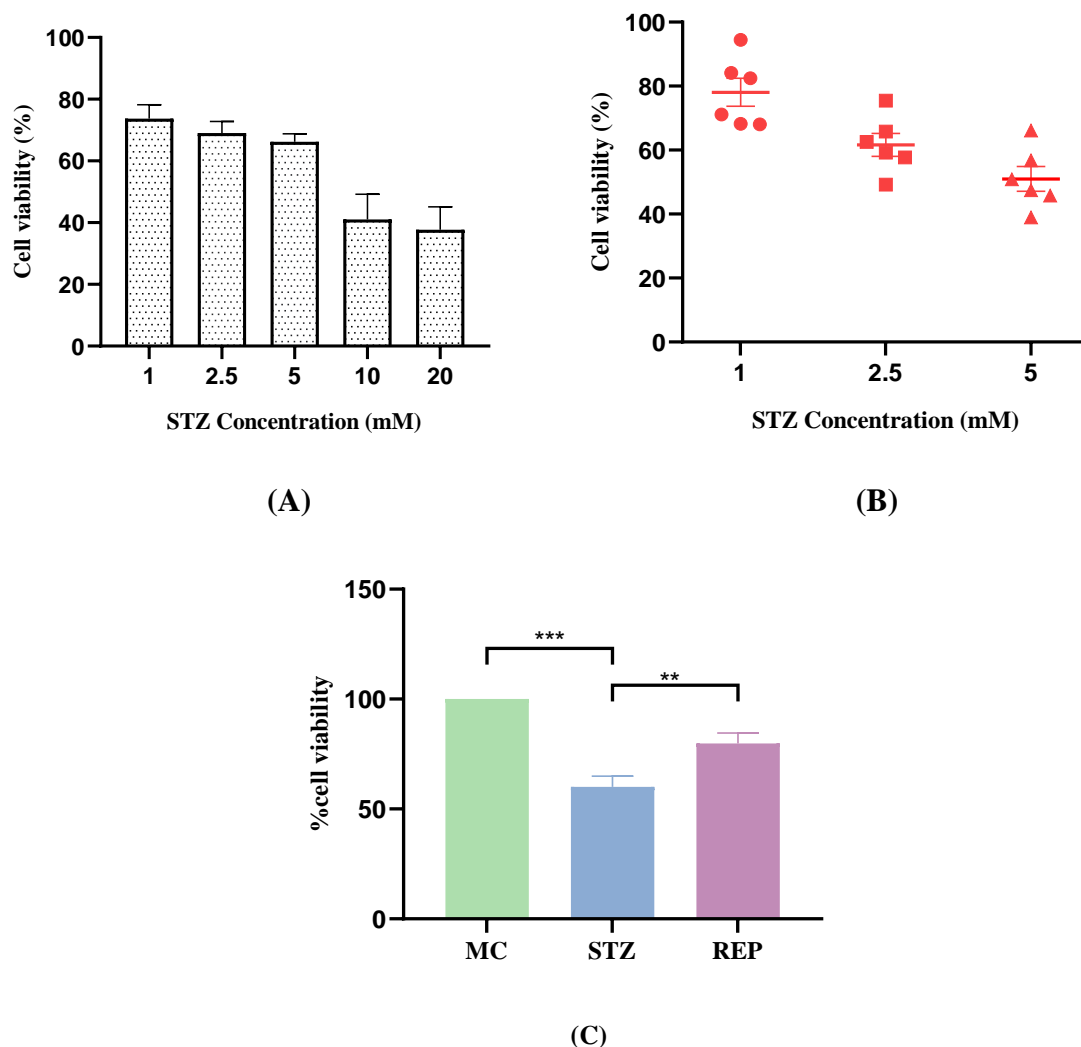 100
80
60
40
20
0
Cell viability (%)
1 2.5 5 10 20
STZ Concentration (mM)
(A)
100
80
60
40
20
0
Cell viability (%)
1 2.5 5
STZ Concentration (mM)
(B)
150
100
50
0
%cell viability
***
**
MC STZ REP
(C)